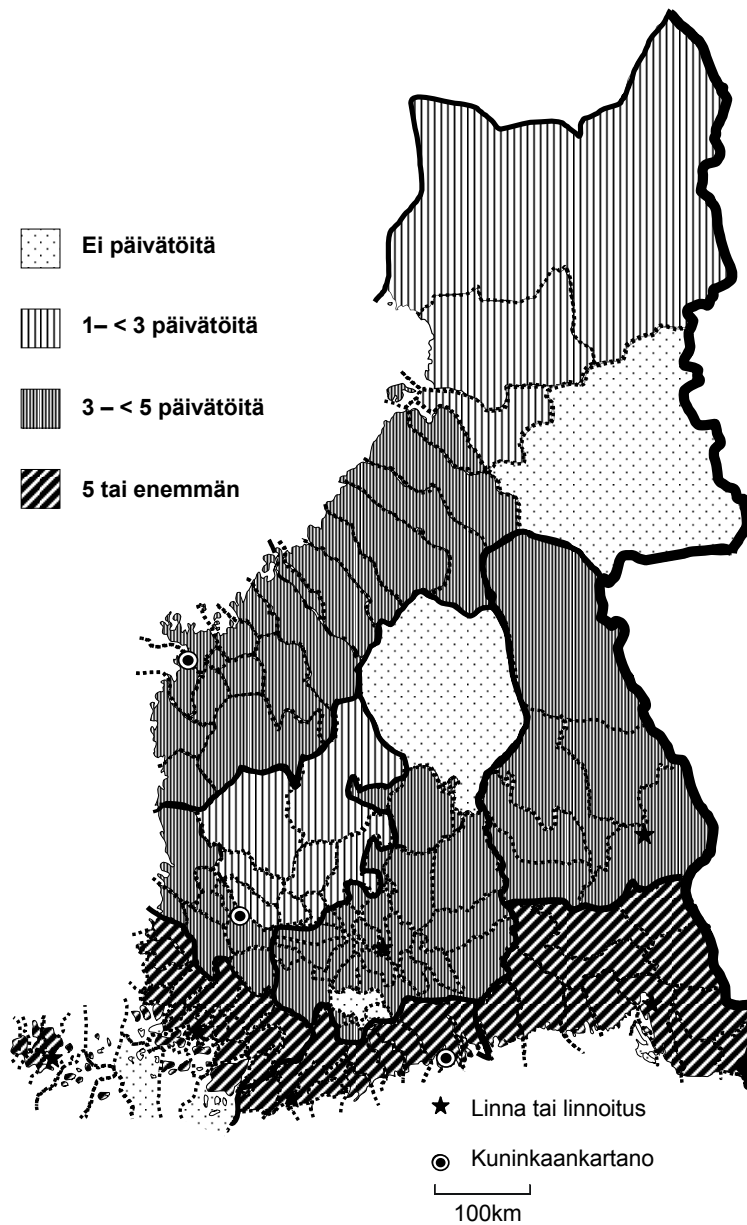 Ei päivätöitä
1– < 3 päivätöitä
3 – < 5 päivätöitä
5 tai enemmän
Linna tai linnoitus
Kuninkaankartano
100km